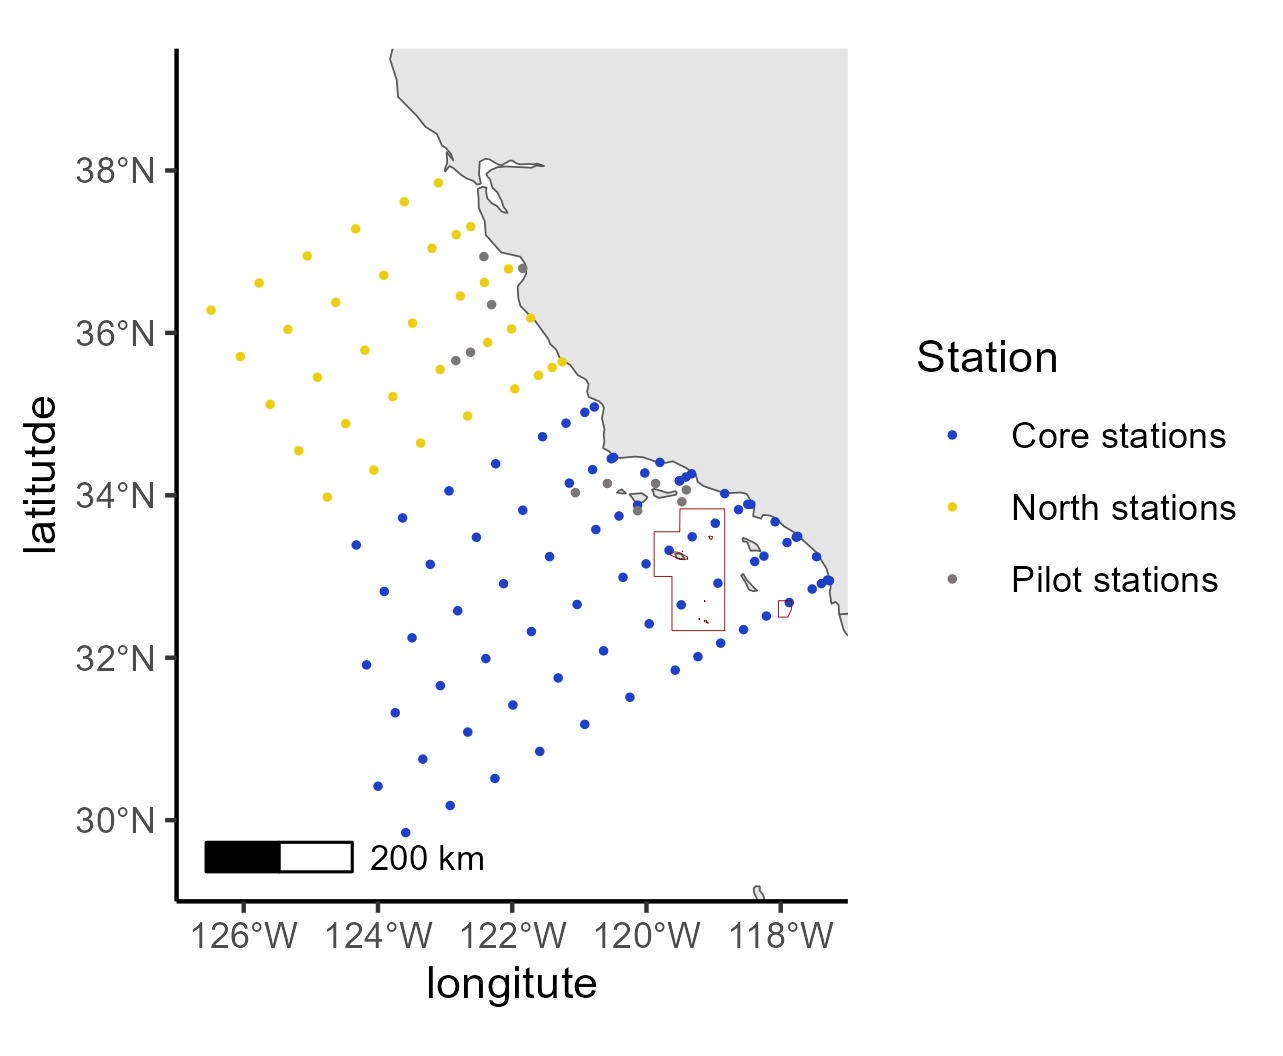 38°N
36°N
34°N
32°N
30°N
latitutde
200 km
126°W 124°W 122°W 120°W 118°W
longitute
Station
Core stations
North stations
Pilot stations